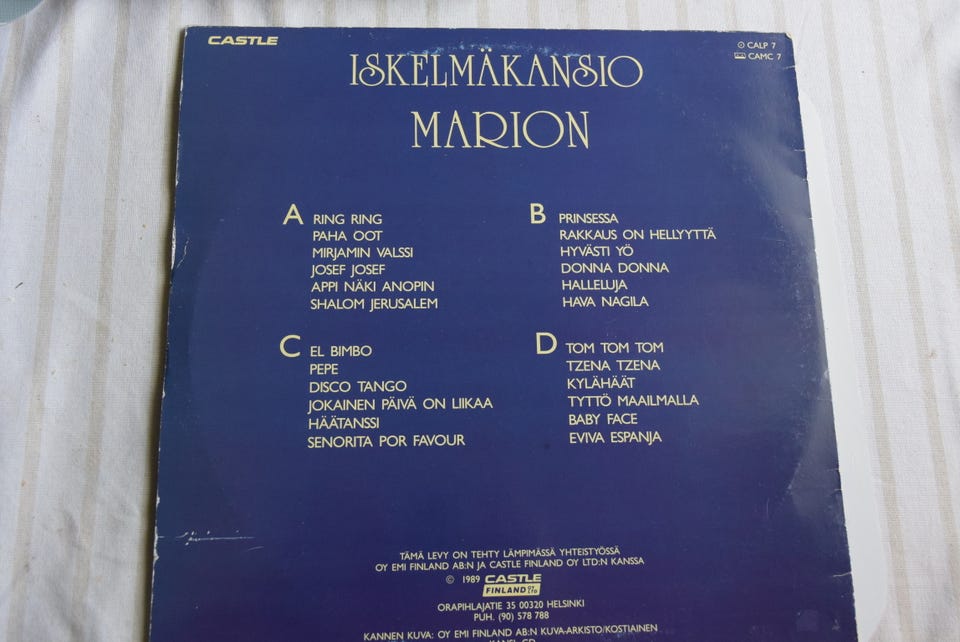 CASTLE
CALP 7
CAMC 7
ISKELMÄKANSIO
MARION
A RING RING
PAHA OOT
MIRJAMIN VALSSI
JOSEF JOSEF
APPI NÄKI ANOPIN
SHALOM JERUSALEM
B PRINSESSA
RAKKAUS ON HELLYYTTÄ
HYVÄSTI YÖ
DONNA DONNA
HALLELUJA
HAVA NAGILA
C EL BIMBO
PEPE
DISCO TANGO
JOKAINEN PÄIVÄ ON LIIKAA
HÄÄTANSSI
SENORITA POR FAVOUR
D TOM TOM TOM
TZENA TZENA
KYLÄHÄÄT
TYTTÖ MAAILMALLA
BABY FACE
EVIVA ESPANJA
TÄMÄ LEVY ON TEHTY LÄMPIMÄSSÄ YHTEISTYÖSSÄ
OY EMI FINLAND AB:N JA CASTLE FINLAND OY LTD:N KANSSA
© 1989 CASTLE
FINLAND OY LTD
ORAPIHLAJATIE 35 00320 HELSINKI
PUH. (90) 578 788
KANNEN KUVA: OY EMI FINLAND AB:N KUVA-ARKISTO/KOSTIAINEN